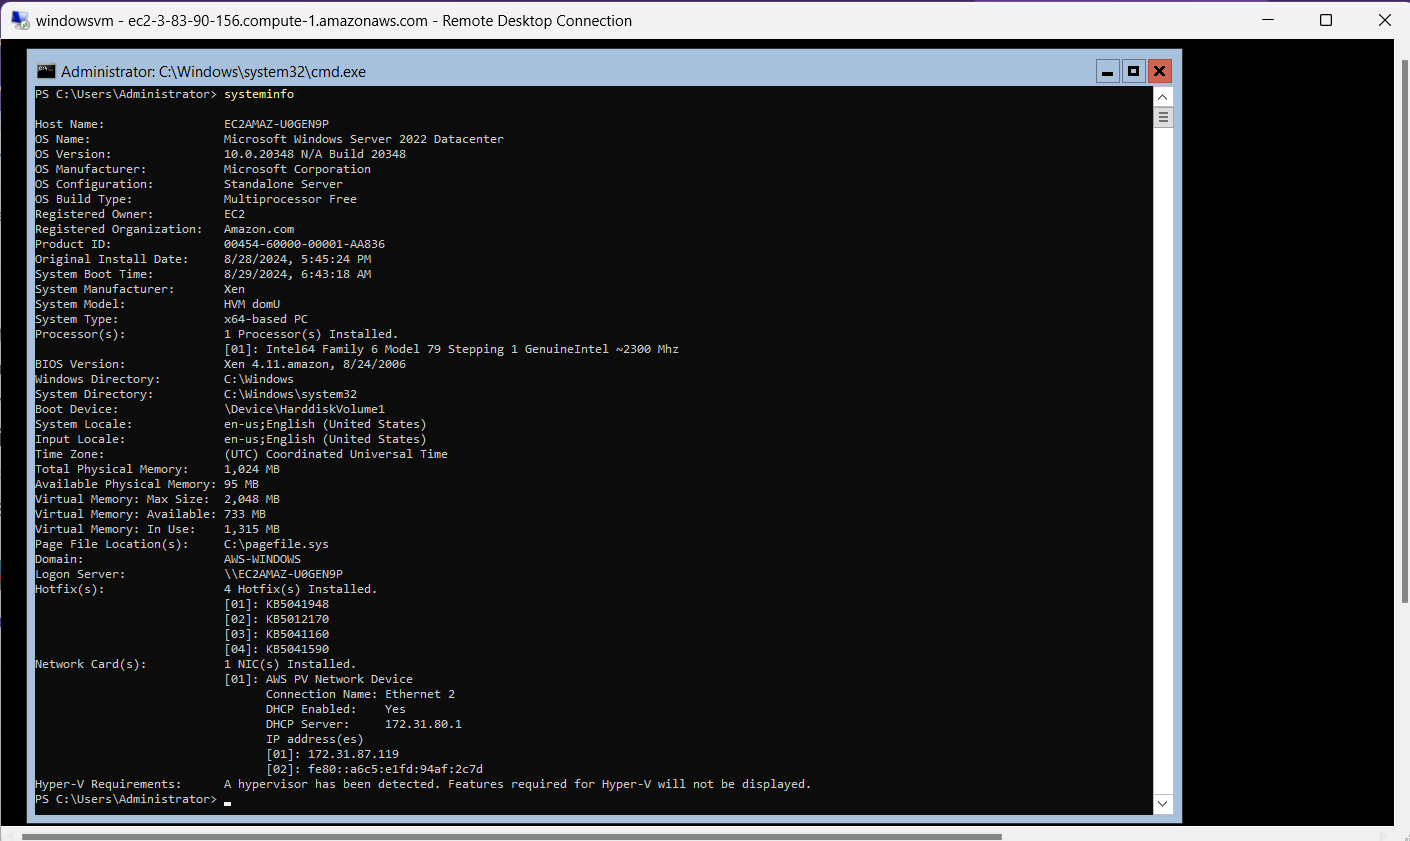 windowsvm - ec2-3-83-90-156.compute-1.amazonaws.com - Remote Desktop Connection
Administrator: C:\Windows\system32\cmd.exe
PS C:\Users\Administrator> systeminfo
Host Name: EC2AMAZ-U0GEN9P
OS Name: Microsoft Windows Server 2022 Datacenter
OS Version: 10.0.20348 N/A Build 20348
OS Manufacturer: Microsoft Corporation
OS Configuration: Standalone Server
OS Build Type: Multiprocessor Free
Registered Owner: EC2
Registered Organization: Amazon.com
Product ID: 00454-60000-00001-AA836
Original Install Date: 8/28/2024, 5:45:24 PM
System Boot Time: 8/29/2024, 6:43:18 AM
System Manufacturer: Xen
System Model: HVM domU
System Type: x64-based PC
Processor(s): 1 Processor(s) Installed.
[01]: Intel64 Family 6 Model 79 Stepping 1 GenuineIntel ~2300 Mhz
BIOS Version: Xen 4.11.amazon, 8/24/2006
Windows Directory: C:\Windows
System Directory: C:\Windows\system32
Boot Device: \Device\HarddiskVolume1
System Locale: en-us;English (United States)
Input Locale: en-us;English (United States)
Time Zone: (UTC) Coordinated Universal Time
Total Physical Memory: 1,024 MB
Available Physical Memory: 95 MB
Virtual Memory: Max Size: 2,048 MB
Virtual Memory: Available: 733 MB
Virtual Memory: In Use: 1,315 MB
Page File Location(s): C:\pagefile.sys
Domain: AWS-WINDOWS
Logon Server: \\EC2AMAZ-U0GEN9P
Hotfix(s): 4 Hotfix(s) Installed.
[01]: KB5041948
[02]: KB5012170
[03]: KB5041160
[04]: KB5041590
Network Card(s): 1 NIC(s) Installed.
[01]: AWS PV Network Device
Connection Name: Ethernet 2
DHCP Enabled: Yes
DHCP Server: 172.31.80.1
IP address(es)
[01]: 172.31.87.119
[02]: fe80::a6c5:e1fd:94af:2c7d
Hyper-V Requirements: A hypervisor has been detected. Features required for Hyper-V will not be displayed.
PS C:\Users\Administrator>